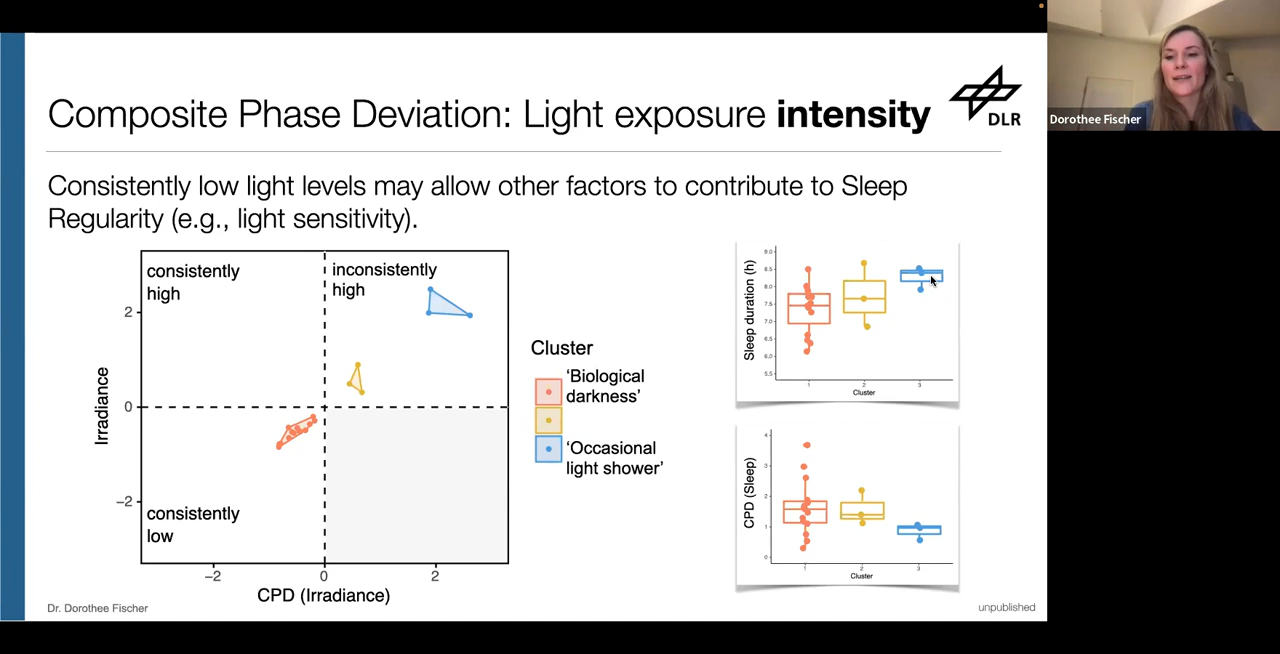 Composite Phase Deviation: Light exposure intensity
DLR
Dorothee Fischer
Consistently low light levels may allow other factors to contribute to Sleep
Regularity (e.g., light sensitivity).
consistently
high
inconsistently
high
consistently
low
Irradiance
2
0
−2
−2
0
2
CPD (Irradiance)
Cluster
‘Biological
darkness’
‘Occasional
light shower’
Sleep duration (h)
9.0
8.5
8.0
7.5
7.0
6.5
6.0
5.5
1
2
3
Cluster
CPD (Sleep)
4
3
2
1
0
1
2
3
Cluster
Dr. Dorothee Fischer
unpublished